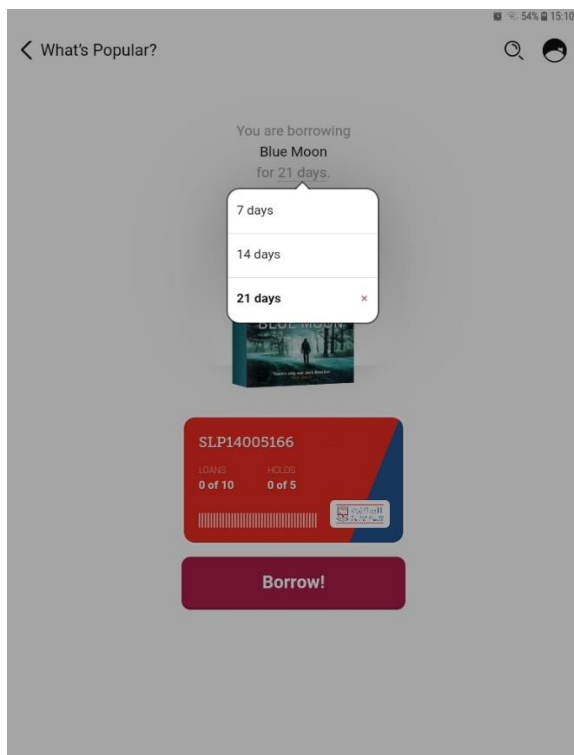 54% 15:10
What's Popular?
You are borrowing
Blue Moon
for 21 days.
7 days
14 days
21 days ×
BLUE MOON
SLP14005166
LOANS HOLDS
0 of 10 0 of 5
Borrow!